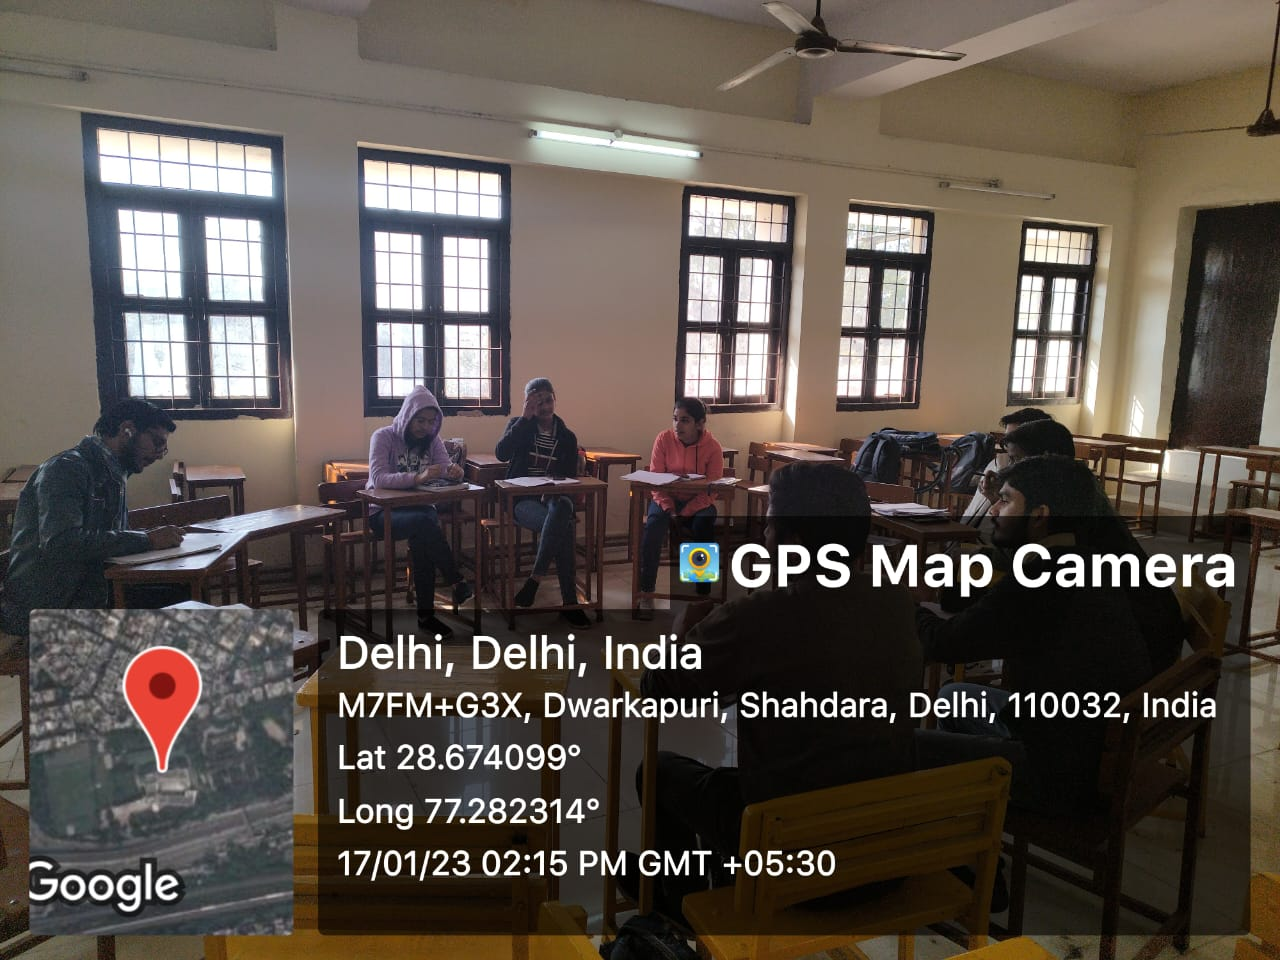 GPS Map Camera
Delhi, Delhi, India
M7FM+G3X, Dwarkapuri, Shahdara, Delhi, 110032, India
Lat 28.674099°
Long 77.282314°
17/01/23 02:15 PM GMT +05:30
Google